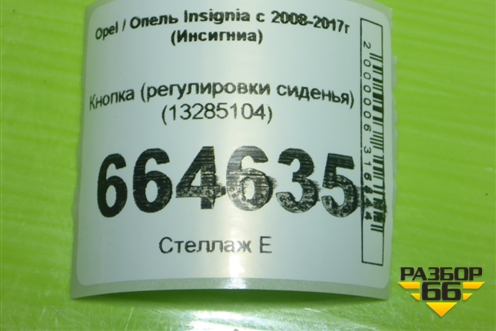 Opel / Опель Insignia с 2008-2017г
(Инсигниа)
Кнопка (регулировки сиденья)
(13285104)
664635
Стеллаж Е
РАЗБОР
66